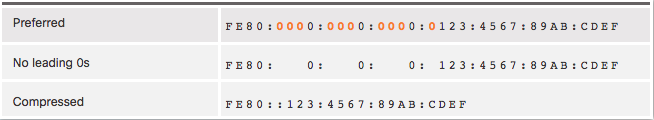 Preferred FE80:0000:0000:0000:0123:4567:89AB:CDEF
No leading 0s FE80: 0: 0: 0: 123:4567:89AB:CDEF
Compressed FE80::123:4567:89AB:CDEF